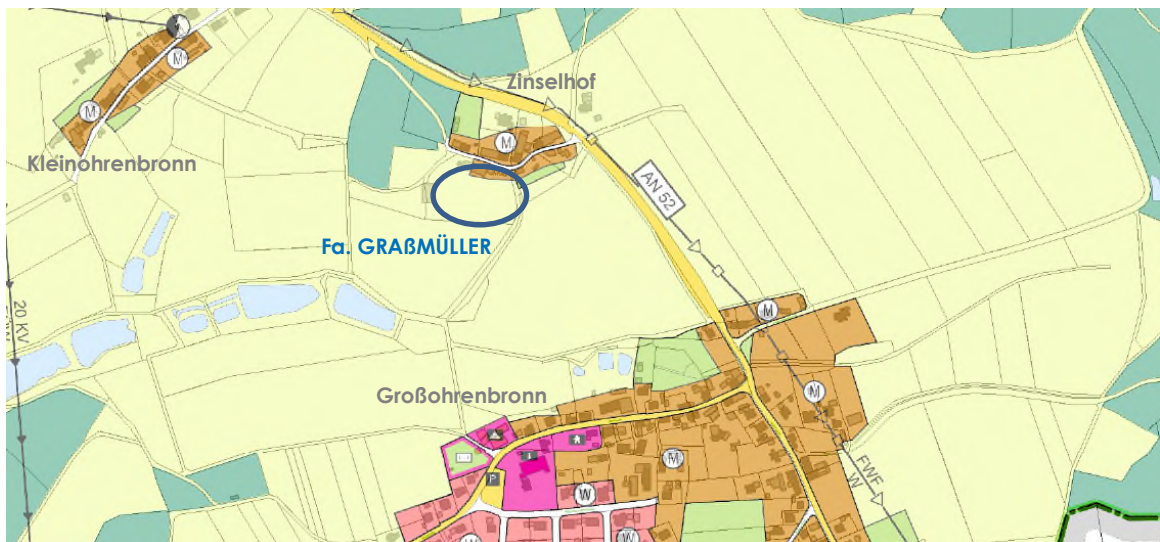 M
Zinselhof
M
M
Kleinohrenbronn
AN 52
Fa. GRAßMÜLLER
20 KV
M
Großohrenbronn
M
M
FWF
W
P
W
W
W